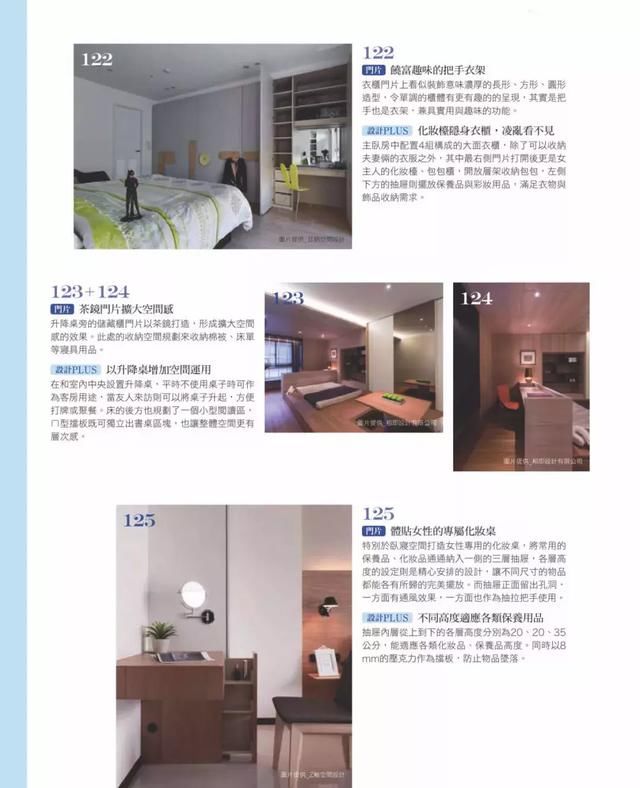 122
圖片提供_甘納空間設計
122
門片 饒富趣味的把手衣架
衣櫃門片上看似裝飾意味濃厚的長形、方形、圓形
造型，令單調的櫃體有更有趣的的呈現，其實是把
手也是衣架，兼具實用與趣味的功能。
設計PLUS 化妝檯隱身衣櫃，凌亂看不見
主臥房中配置4組構成的大面衣櫃，除了可以收納
夫妻倆的衣服之外，其中最右側門片打開後更是女
主人的化妝檯、包包櫃，開放層架收納包包，左側
下方的抽屜則擺放保養品與彩妝用品，滿足衣物與
飾品收納需求。
123+124
門片 茶鏡門片擴大空間感
升降桌旁的儲藏櫃門片以茶鏡打造，形成擴大空間
感的效果。此處的收納空間規劃來收納棉被、床單
等寢具用品。
設計PLUS 以升降桌增加空間運用
在和室內中央設置升降桌、平時不使用桌子時可作
為客房用途，當友人來訪則可以將桌子升起，方便
打牌或聚餐。床的後方也規劃了一個小型閱讀區，
ㄇ型擋板既可獨立出書桌區塊，也讓整體空間更有
層次感。
123
圖片提供_相即設計有限公司
124
圖片提供_相即設計有限公司
125
圖片提供_Z軸空間設計
125
門片 體貼女性的專屬化妝桌
特別於臥寢空間打造女性專用的化妝桌，將常用的
保養品、化妝品通通納入一側的三層抽屜，各層高
度的設定則是精心安排的設計，讓不同尺寸的物品
都能各有所歸的完美擺放。而抽屜正面留出孔洞，
一方面有通風效果，一方面也作為抽拉把手使用。
設計PLUS 不同高度適應各類保養用品
抽屜內層從上到下的各層高度分別為20、20、35
公分，能適應各類化妝品、保養品高度。同時以8
mm的壓克力作為擋板，防止物品墜落。